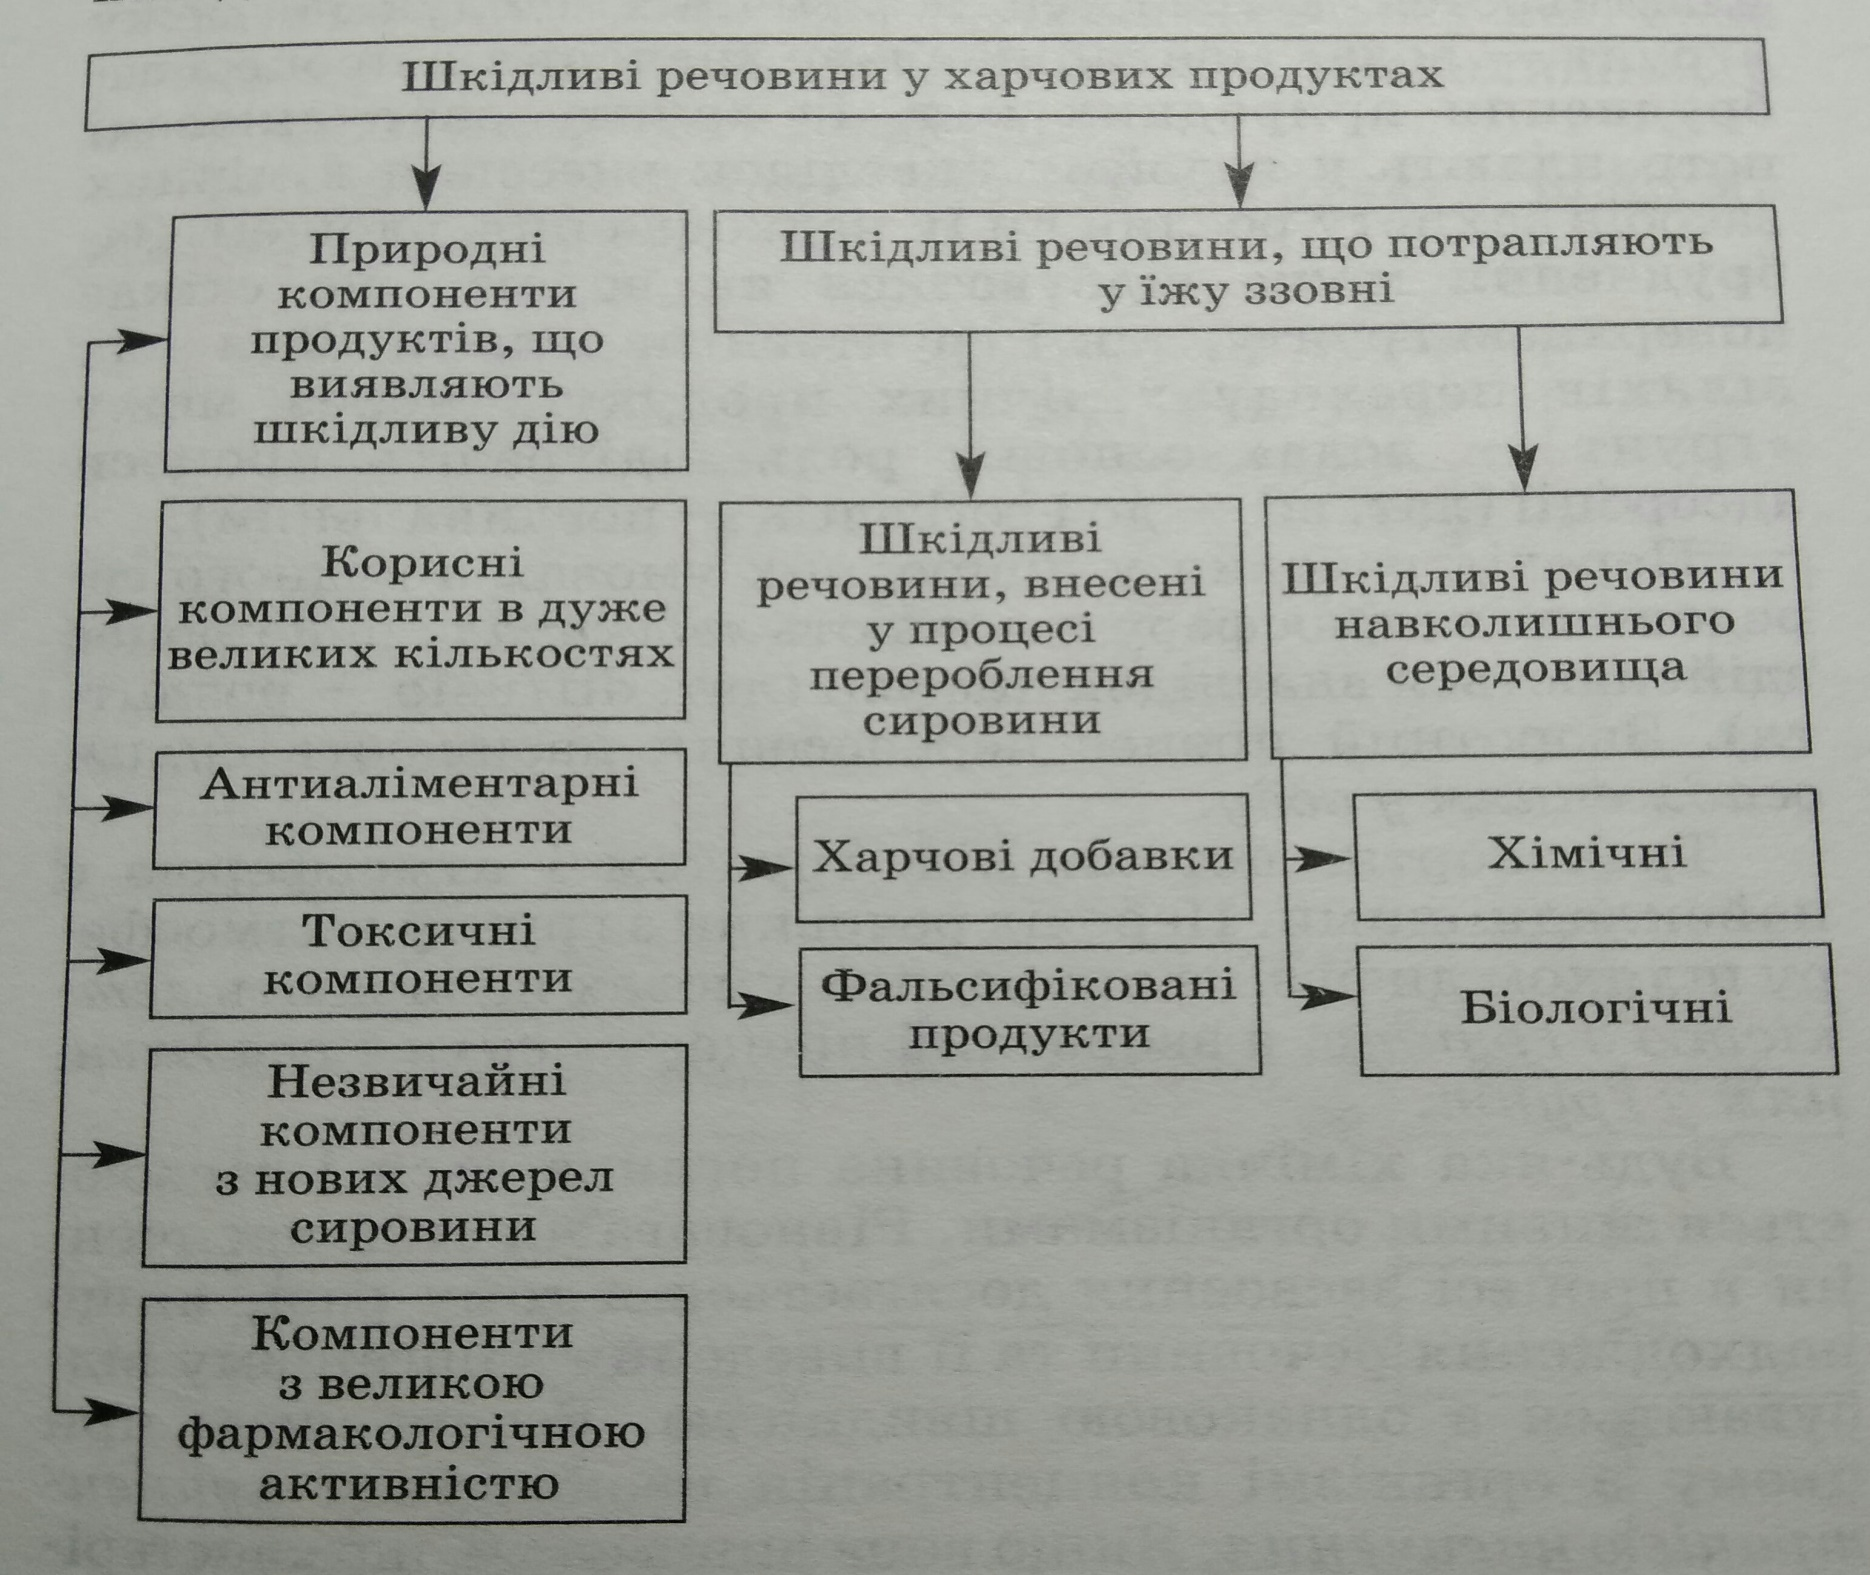 Шкідливі речовини у харчових продуктах
Природні
компоненти
продуктів, що
виявляють
шкідливу дію
Шкідливі речовини, що потрапляють
у їжу ззовні
Корисні
компоненти в дуже
великих кількостях
Антиаліментарні
компоненти
Токсичні
компоненти
Незвичайні
компоненти
з нових джерел
сировини
Компоненти
з великою
фармакологічною
активністю
Шкідливі
речовини, внесені
у процесі
перероблення
сировини
Харчові добавки
Фальсифіковані
продукти
Шкідливі речовини
навколишнього
середовища
Хімічні
Біологічні